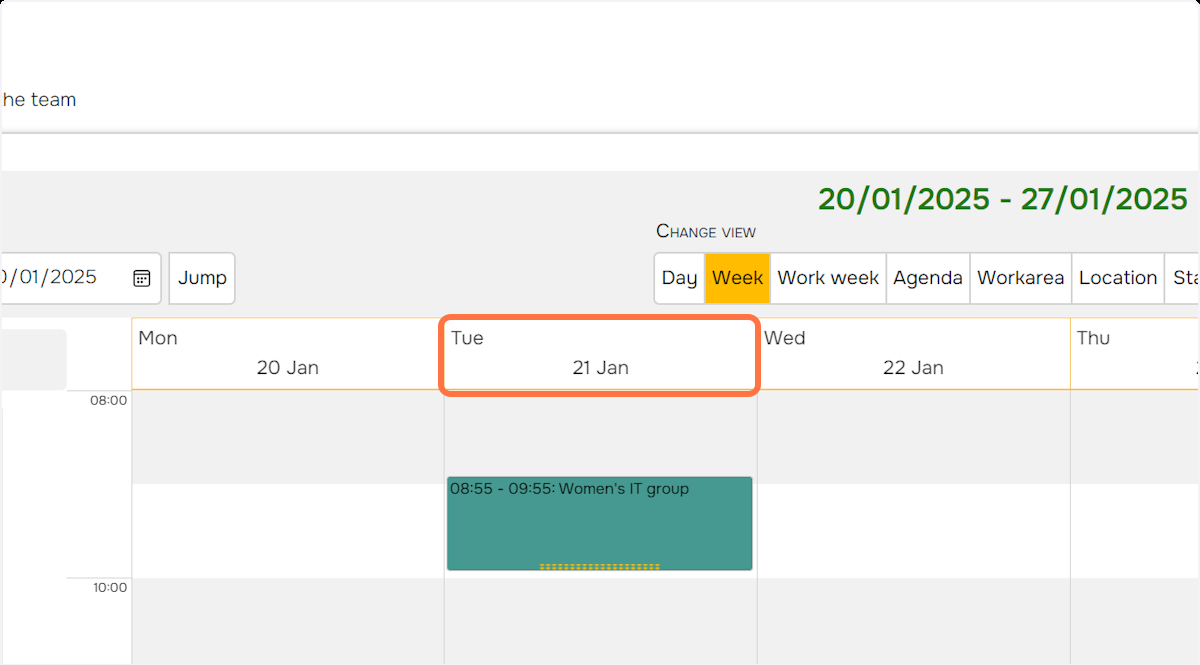 he team
20/01/2025 - 27/01/2025
Change view
/01/2025
Jump
Day
Week
Work week
Agenda
Workarea
Location
Mon
20 Jan
Tue
21 Jan
Wed
22 Jan
Thu
08:00
08:55 - 09:55: Women's IT group
10:00